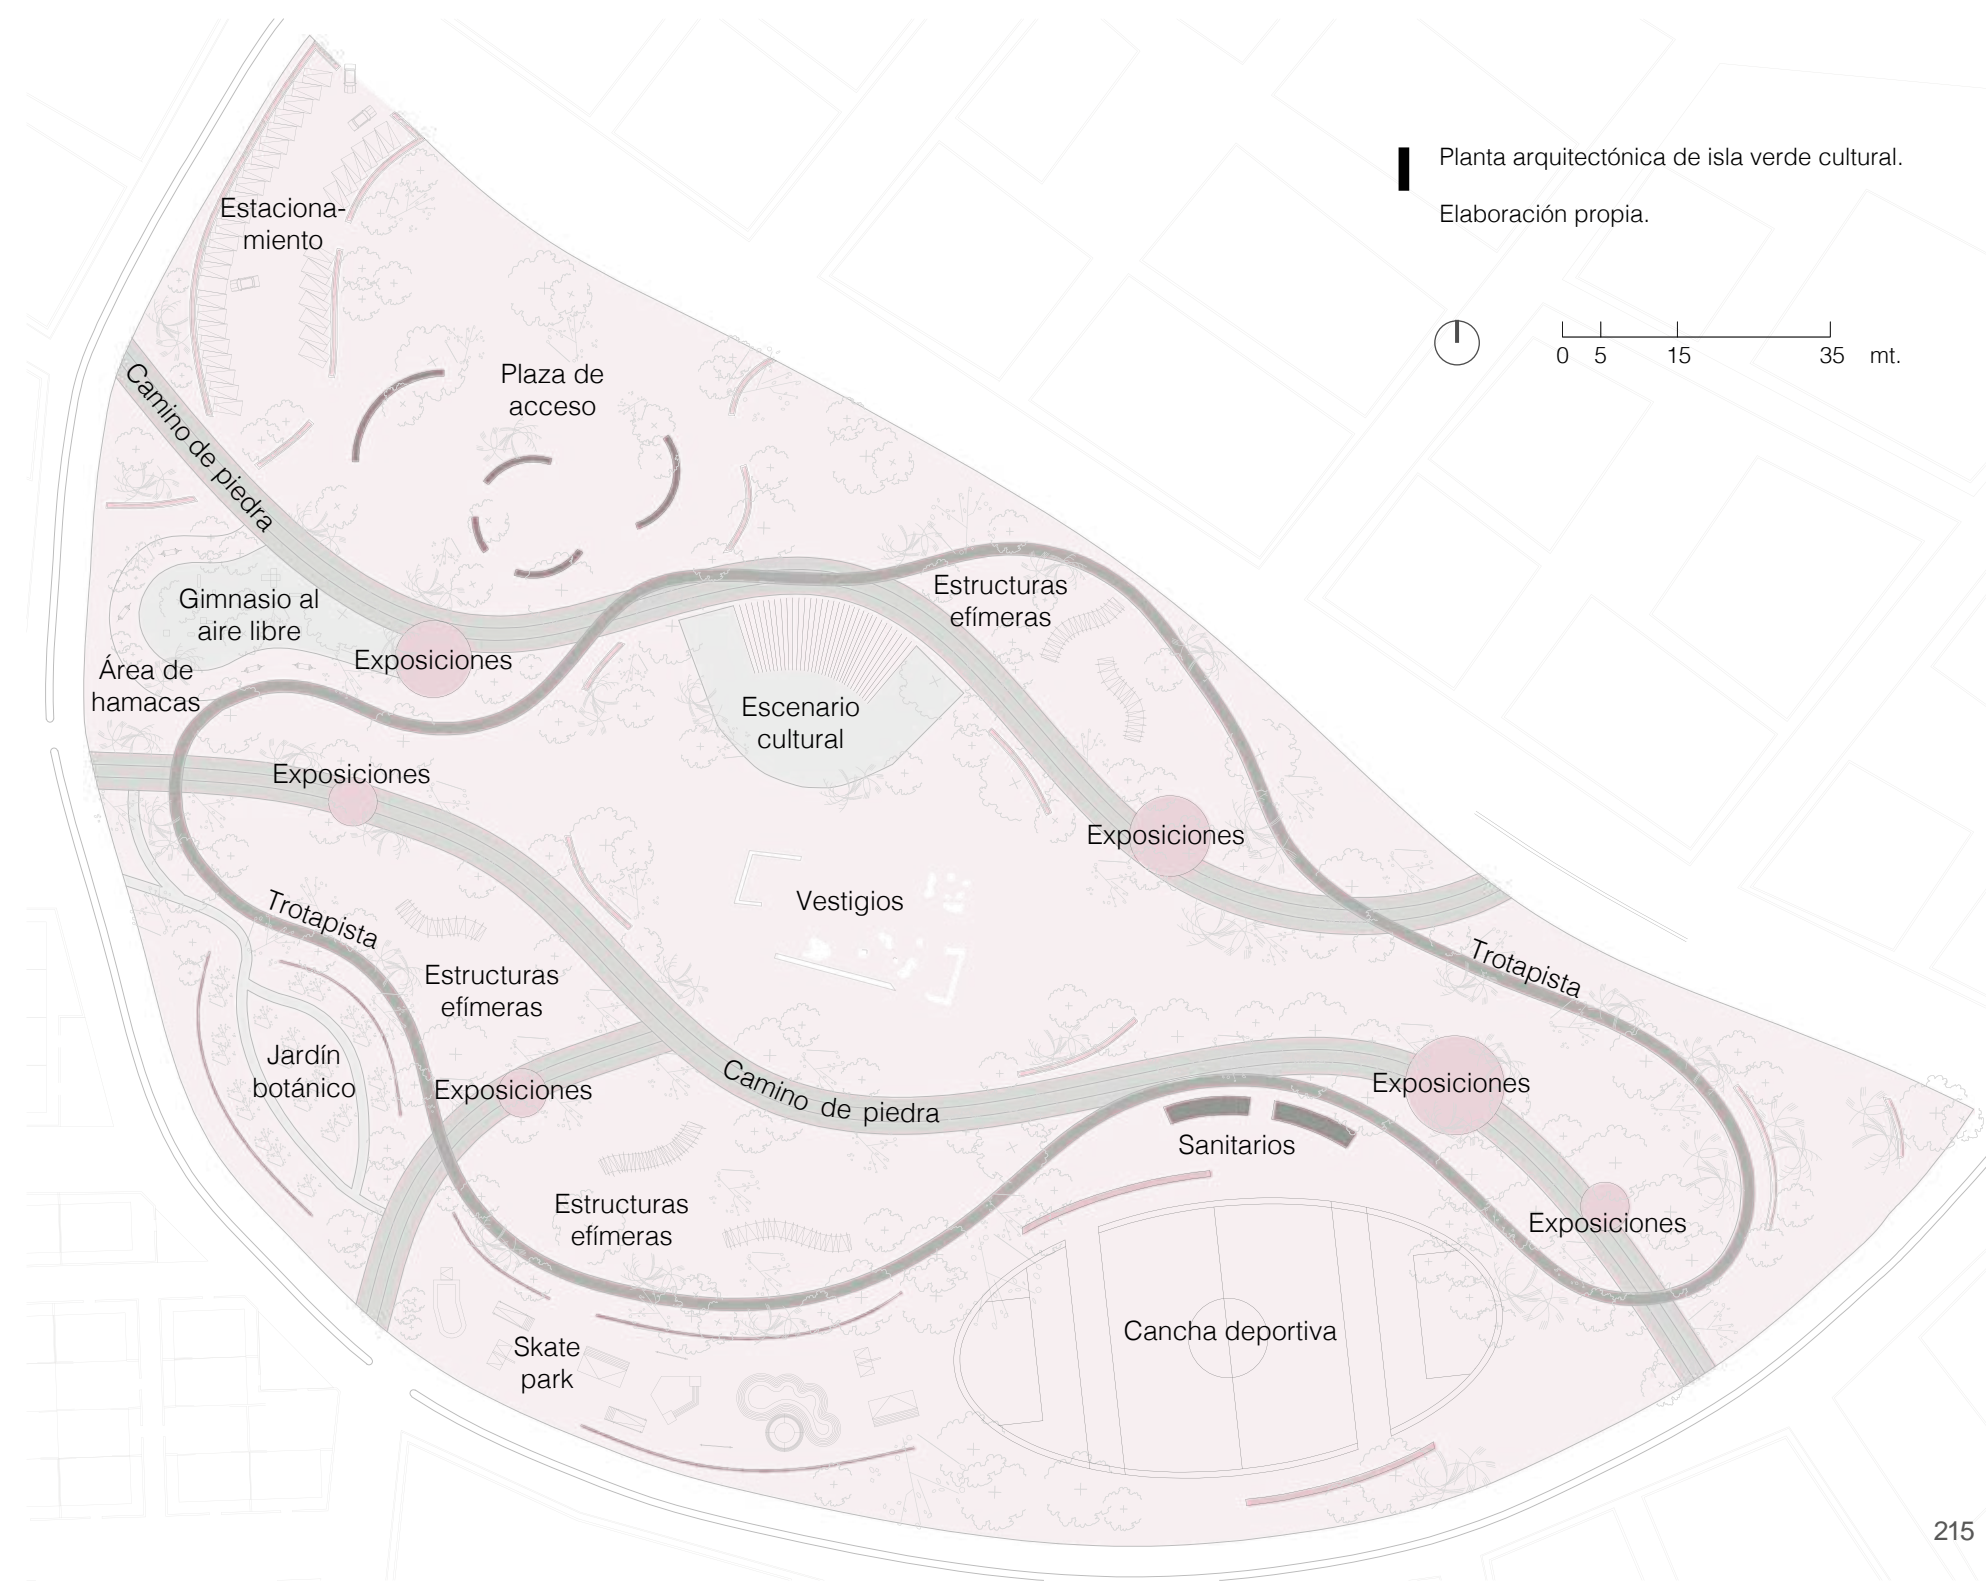 Planta arquitectónica de isla verde cultural.
Elaboración propia.
0 5 15 35 mt.
Estaciona-
miento
Plaza de
acceso
Camino de piedra
Gimnasio al
aire libre
Estructuras
efímeras
Exposiciones
Área de
hamacas
Escenario
cultural
Exposiciones
Exposiciones
Vestigios
Trotapista
Trotapista
Estructuras
efímeras
Jardín
botánico
Exposiciones
Camino de piedra
Exposiciones
Sanitarios
Estructuras
efímeras
Exposiciones
Skate
park
Cancha deportiva
215